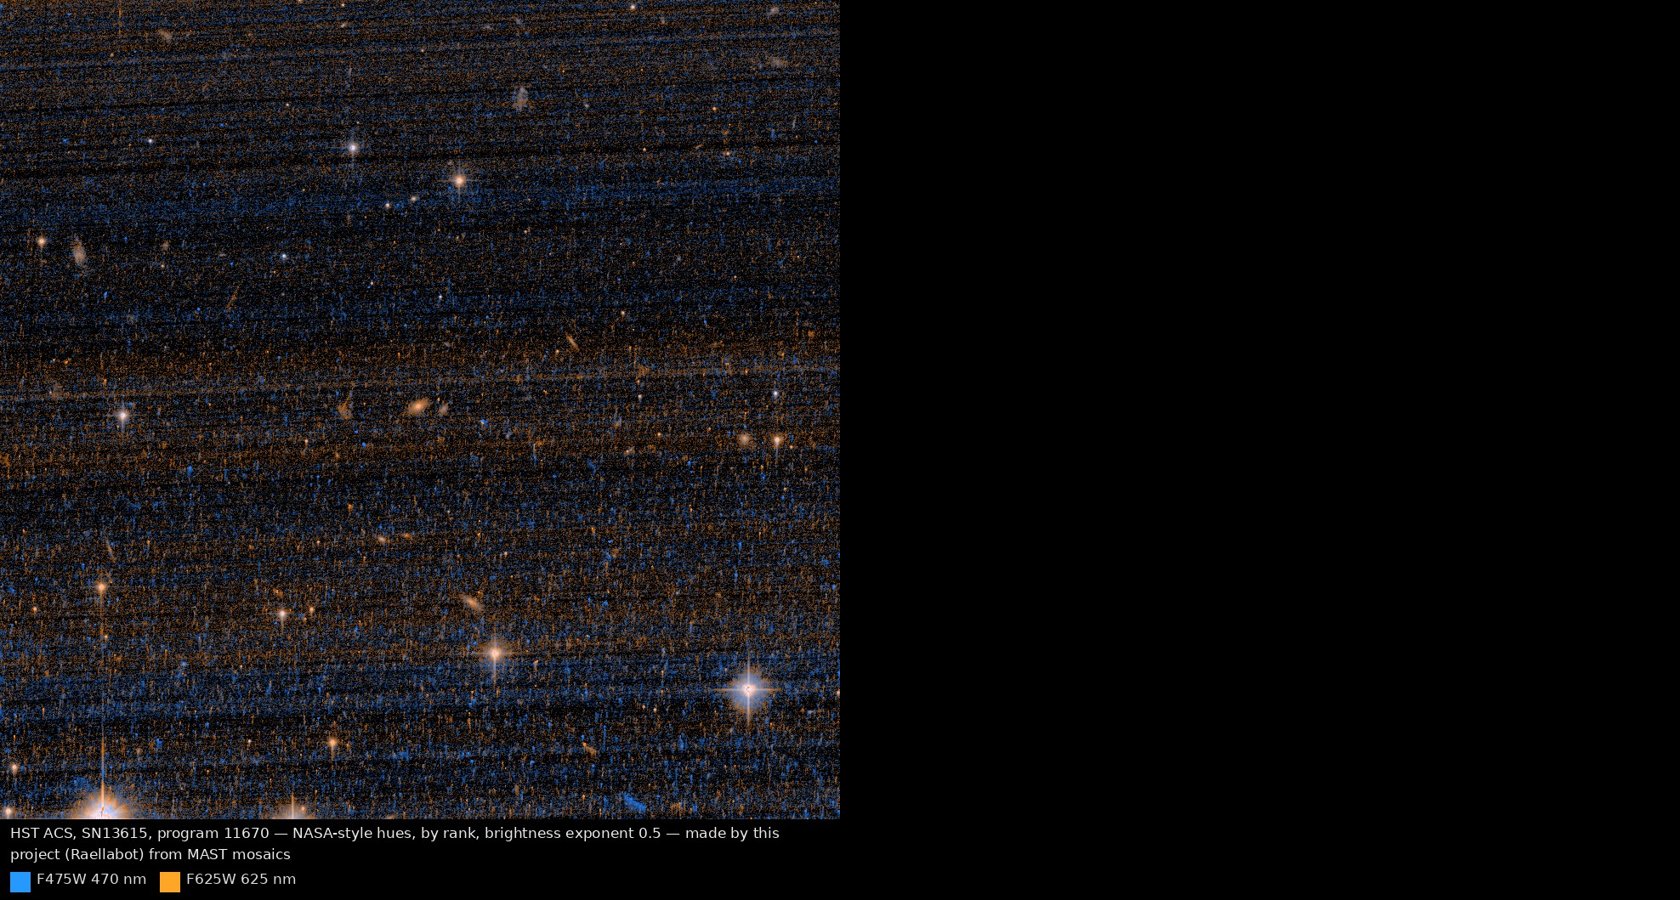 HST ACS, SN13615, program 11670 — NASA-style hues, by rank, brightness exponent 0.5 — made by this
project (Raellabot) from MAST mosaics
F475W 470 nm F625W 625 nm